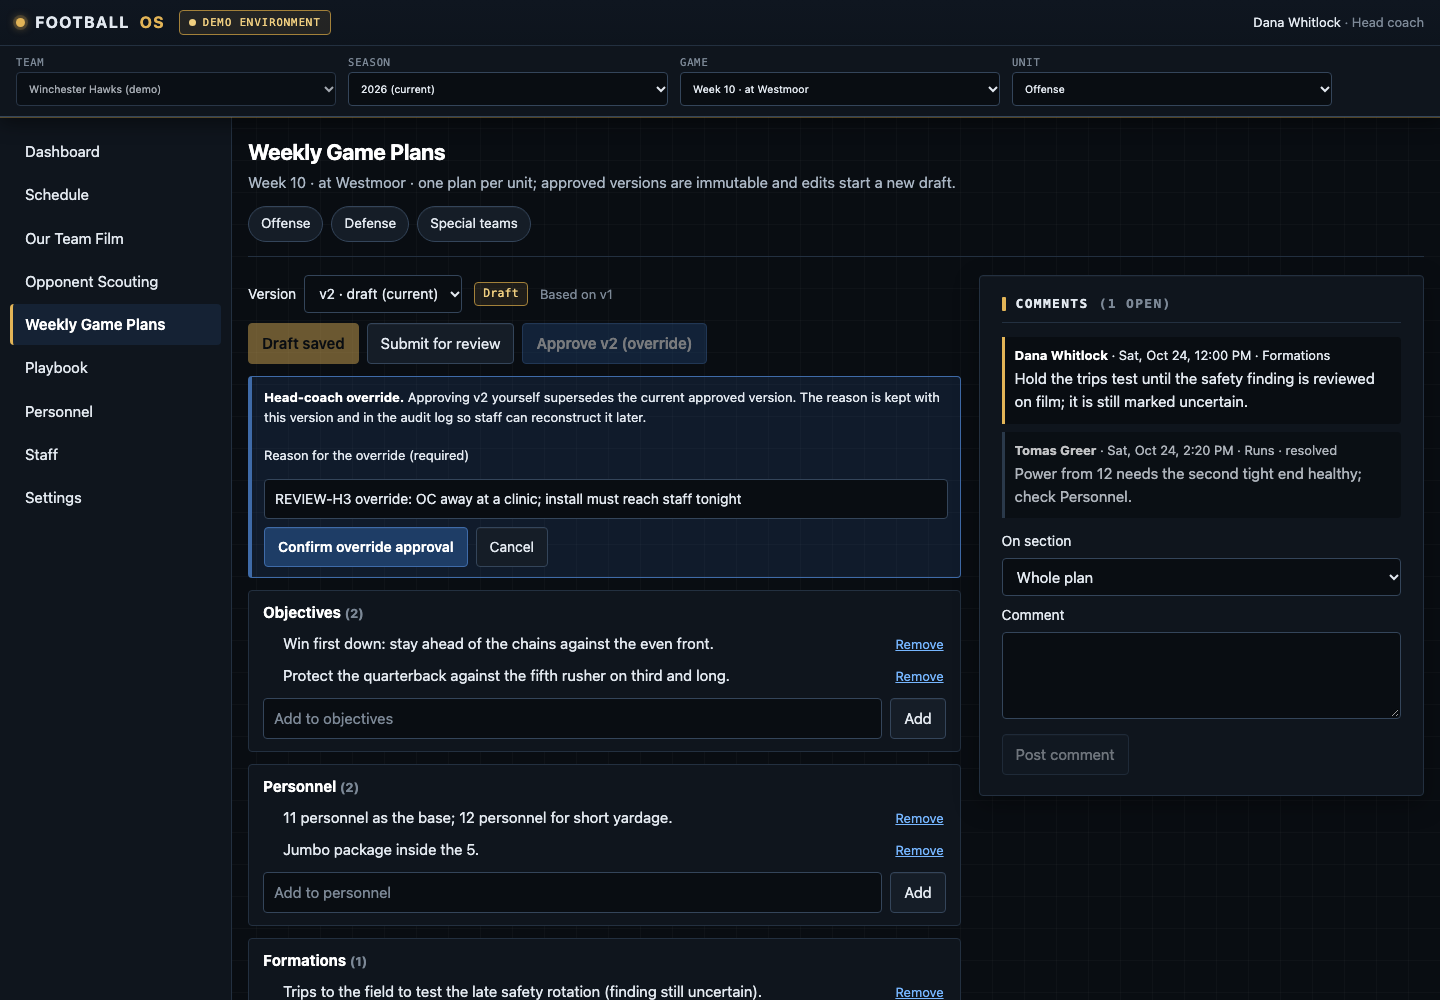 FOOTBALL OS
DEMO ENVIRONMENT
Dana Whitlock · Head coach
TEAM
Winchester Hawks (demo)
SEASON
2026 (current)
GAME
Week 10 · at Westmoor
UNIT
Offense
Dashboard
Schedule
Our Team Film
Opponent Scouting
Weekly Game Plans
Playbook
Personnel
Staff
Settings
Weekly Game Plans
Week 10 · at Westmoor · one plan per unit; approved versions are immutable and edits start a new draft.
Offense
Defense
Special teams
Version
v2 · draft (current)
Draft
Based on v1
Draft saved
Submit for review
Approve v2 (override)
Head-coach override. Approving v2 yourself supersedes the current approved version. The reason is kept with
this version and in the audit log so staff can reconstruct it later.
Reason for the override (required)
REVIEW-H3 override: OC away at a clinic; install must reach staff tonight
Confirm override approval
Cancel
Objectives (2)
Win first down: stay ahead of the chains against the even front.
Remove
Protect the quarterback against the fifth rusher on third and long.
Remove
Add to objectives
Add
Personnel (2)
11 personnel as the base; 12 personnel for short yardage.
Remove
Jumbo package inside the 5.
Remove
Add to personnel
Add
Formations (1)
Trips to the field to test the late safety rotation (finding still uncertain).
Remove
COMMENTS (1 OPEN)
Dana Whitlock · Sat, Oct 24, 12:00 PM · Formations
Hold the trips test until the safety finding is reviewed
on film; it is still marked uncertain.
Tomas Greer · Sat, Oct 24, 2:20 PM · Runs · resolved
Power from 12 needs the second tight end healthy;
check Personnel.
On section
Whole plan
Comment
Post comment